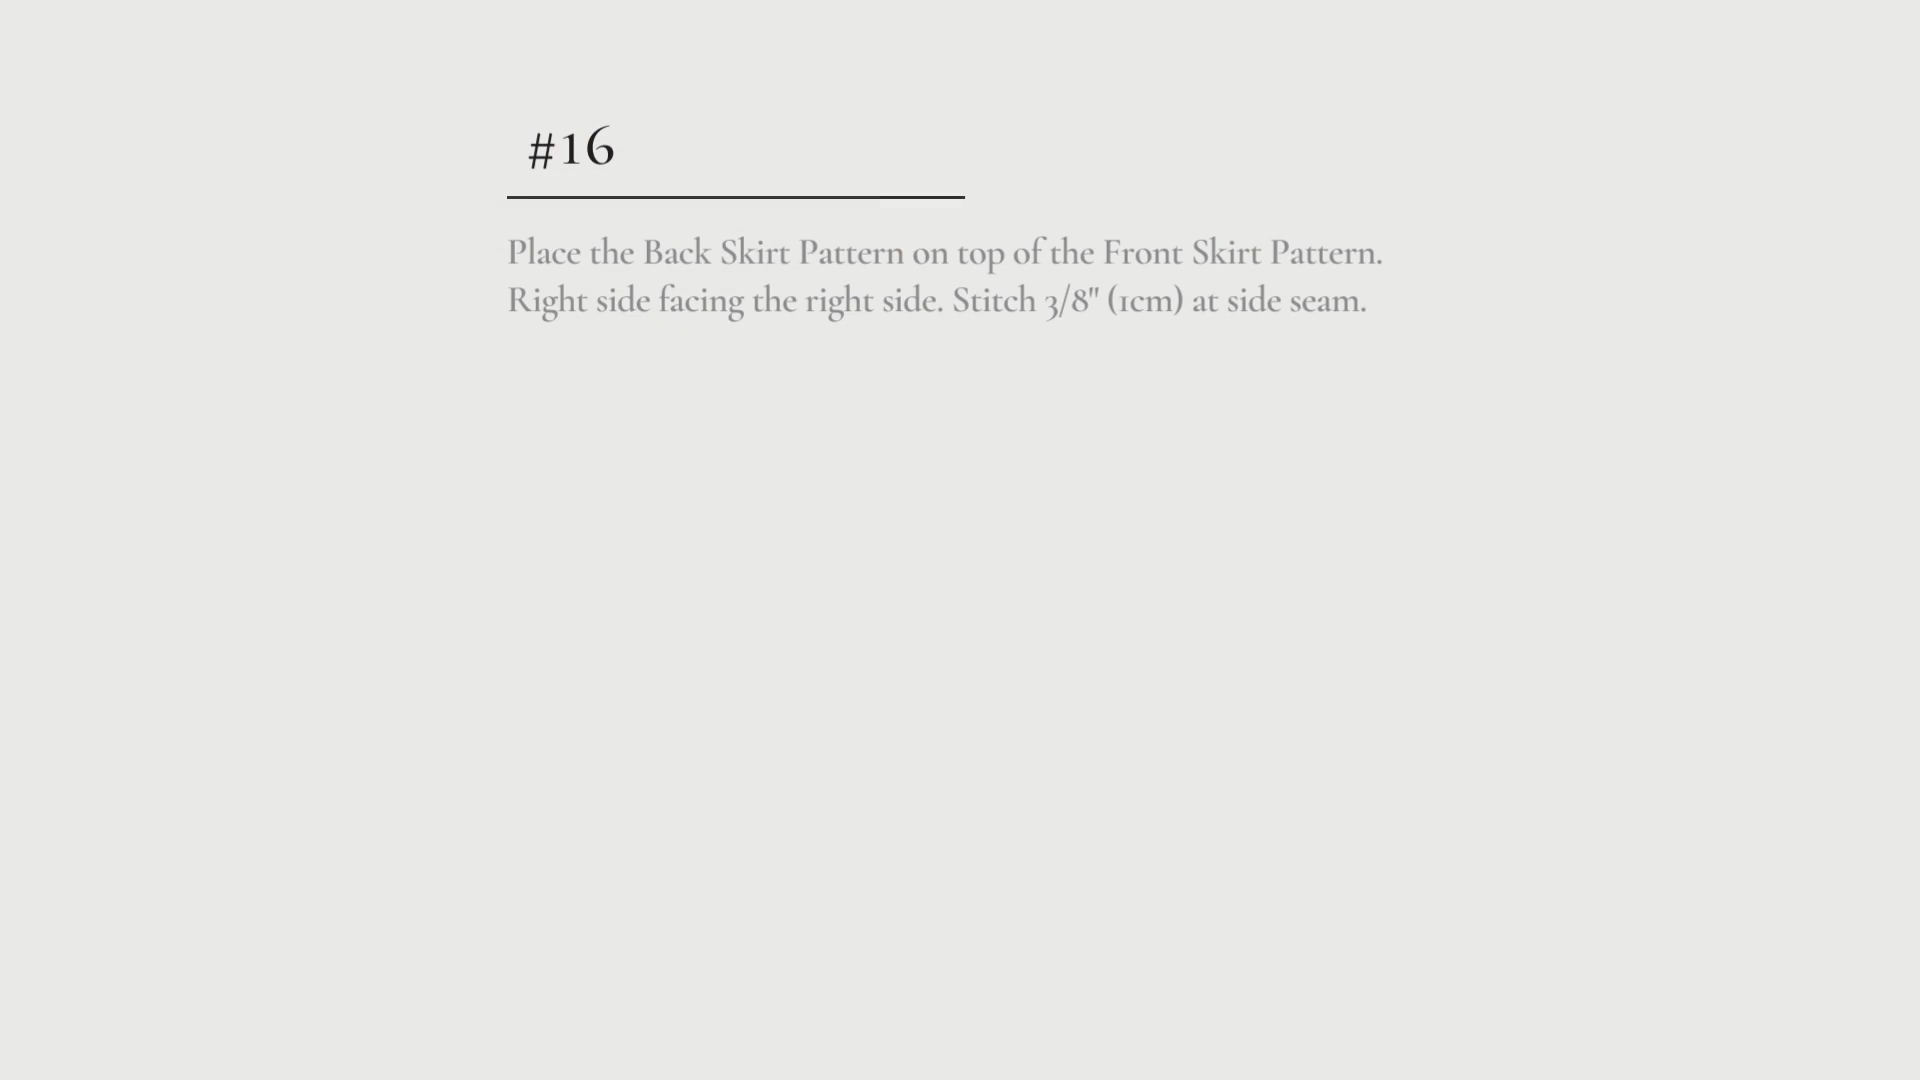 #16
Place the Back Skirt Pattern on top of the Front Skirt Pattern.
Right side facing the right side. Stitch 3/8" (1cm) at side seam.